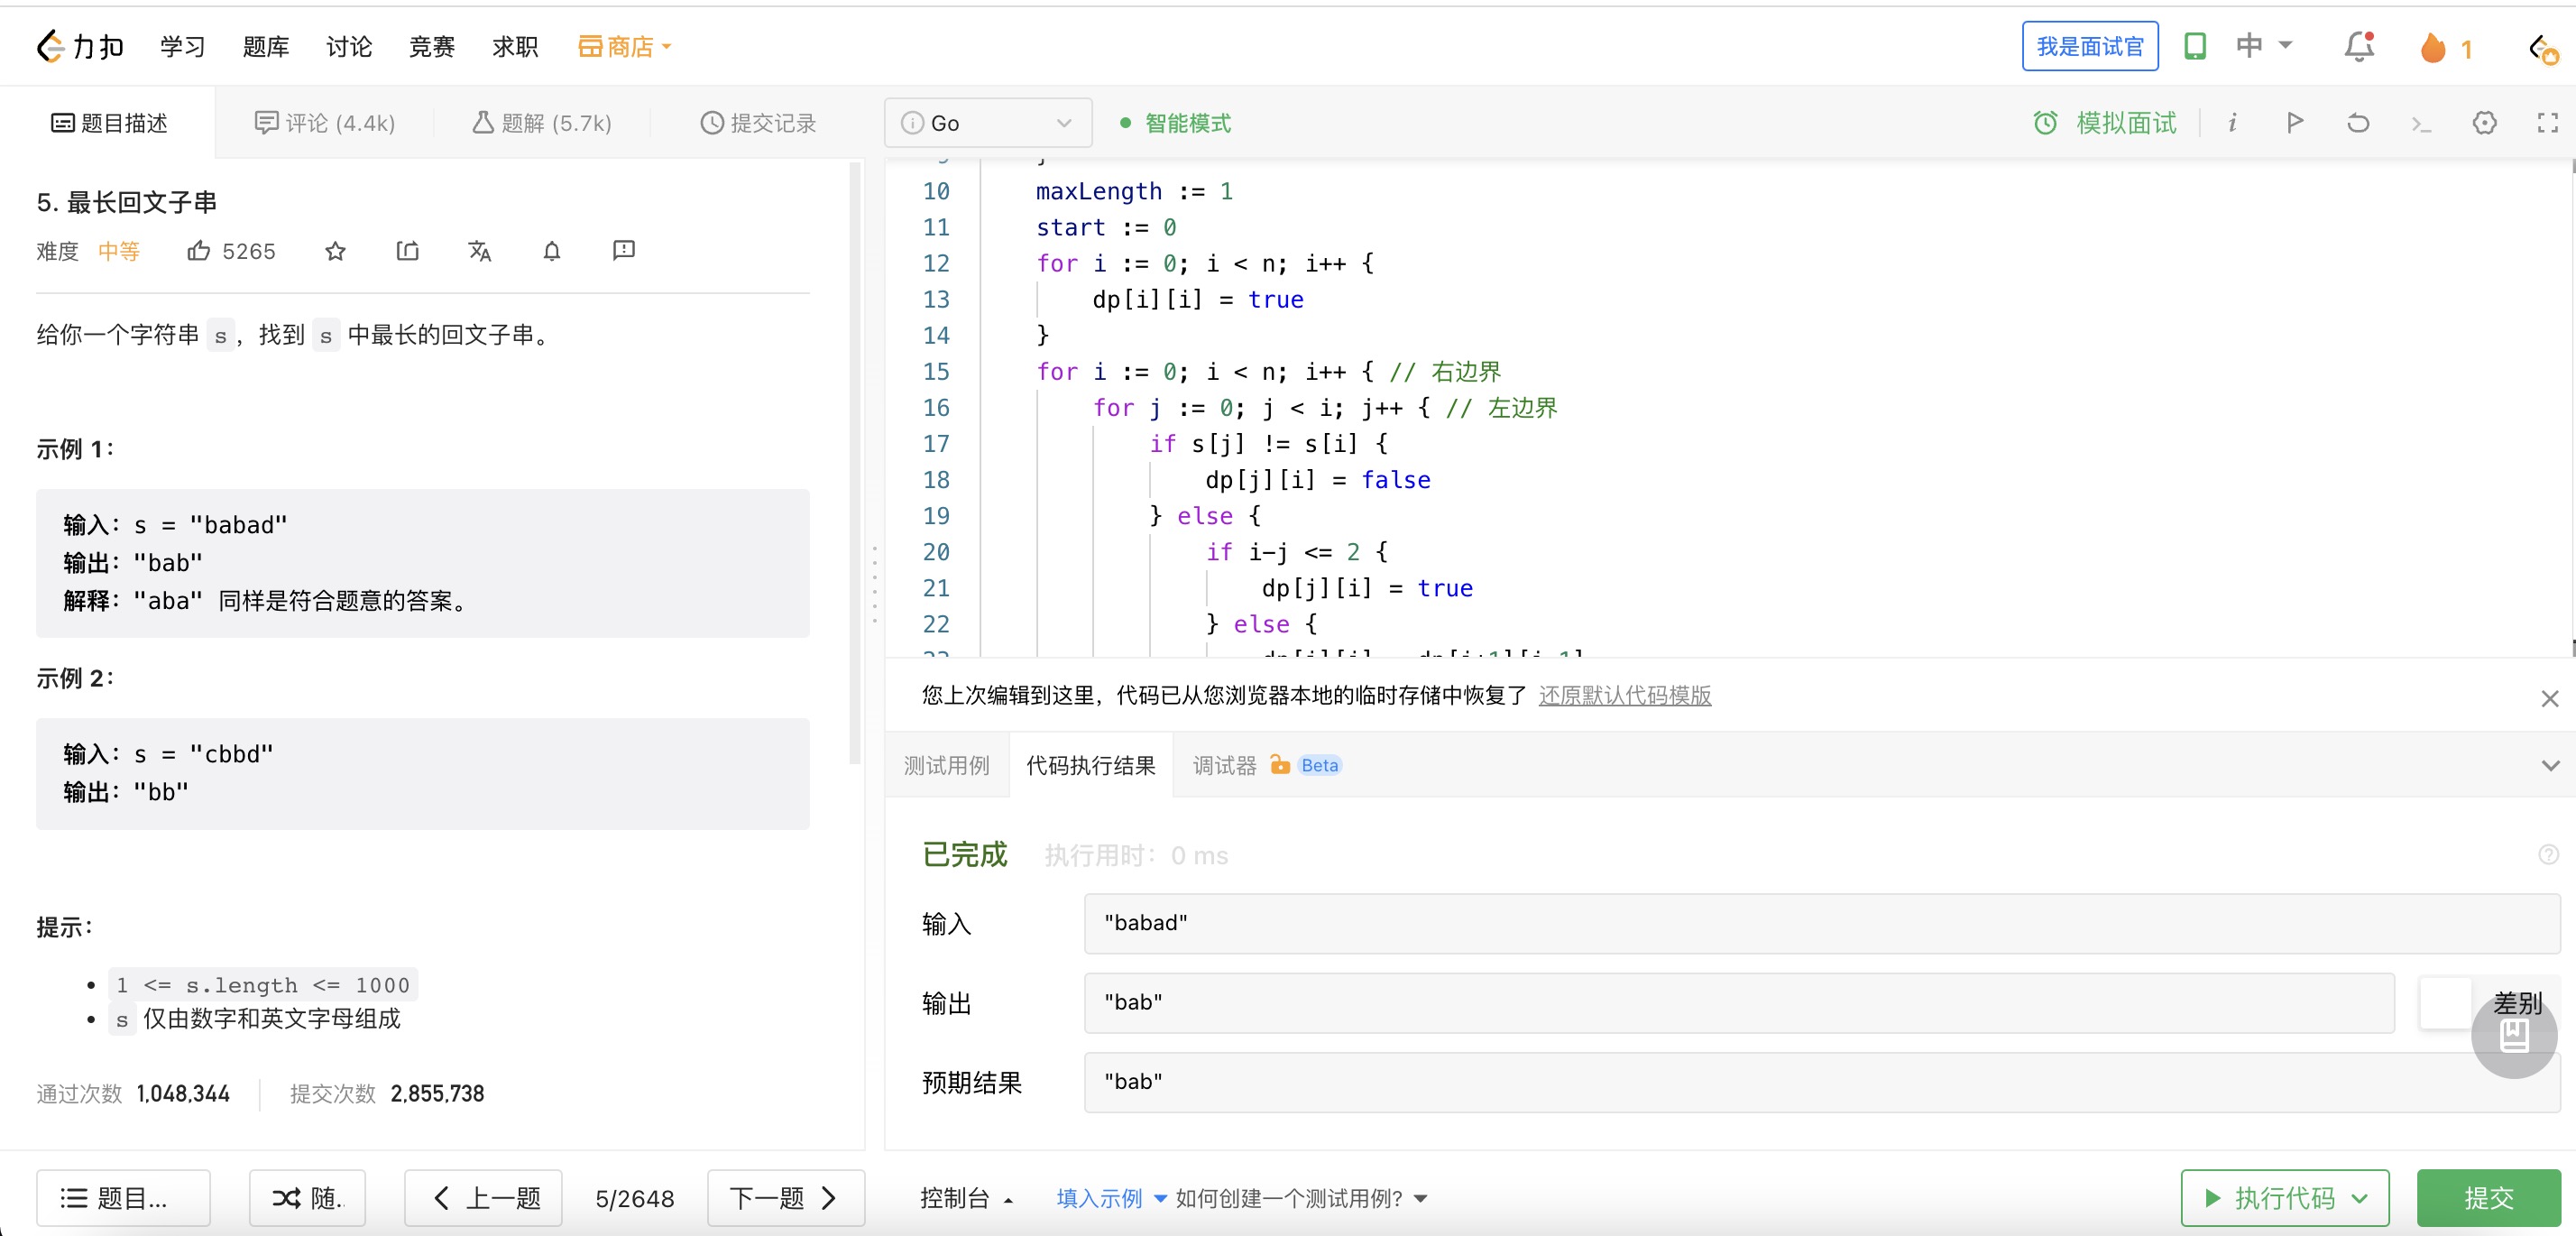 力扣 学习 题库 讨论 竞赛 求职 商店 我是面试官 中 1
题目描述 评论 (4.4k) 题解 (5.7k) 提交记录
5. 最长回文子串
难度 中等 5265
给你一个字符串 s，找到 s 中最长的回文子串。
示例 1：
输入：s = "babad"
输出："bab"
解释："aba" 同样是符合题意的答案。
示例 2：
输入：s = "cbbd"
输出："bb"
提示：
1 <= s.length <= 1000
s 仅由数字和英文字母组成
通过次数 1,048,344 提交次数 2,855,738
题目... 随. 上一题 5/2648 下一题
Go 智能模式 模拟面试
10 maxLength := 1
11 start := 0
12 for i := 0; i < n; i++ {
13 dp[i][i] = true
14 }
15 for i := 0; i < n; i++ { // 右边界
16 for j := 0; j < i; j++ { // 左边界
17 if s[j] != s[i] {
18 dp[j][i] = false
19 } else {
20 if i-j <= 2 {
21 dp[j][i] = true
22 } else {
您上次编辑到这里，代码已从您浏览器本地的临时存储中恢复了 还原默认代码模版
测试用例 代码执行结果 调试器 Beta
已完成 执行用时：0 ms
输入 "babad"
输出 "bab" 差别
预期结果 "bab"
控制台 填入示例 如何创建一个测试用例? 执行代码 提交